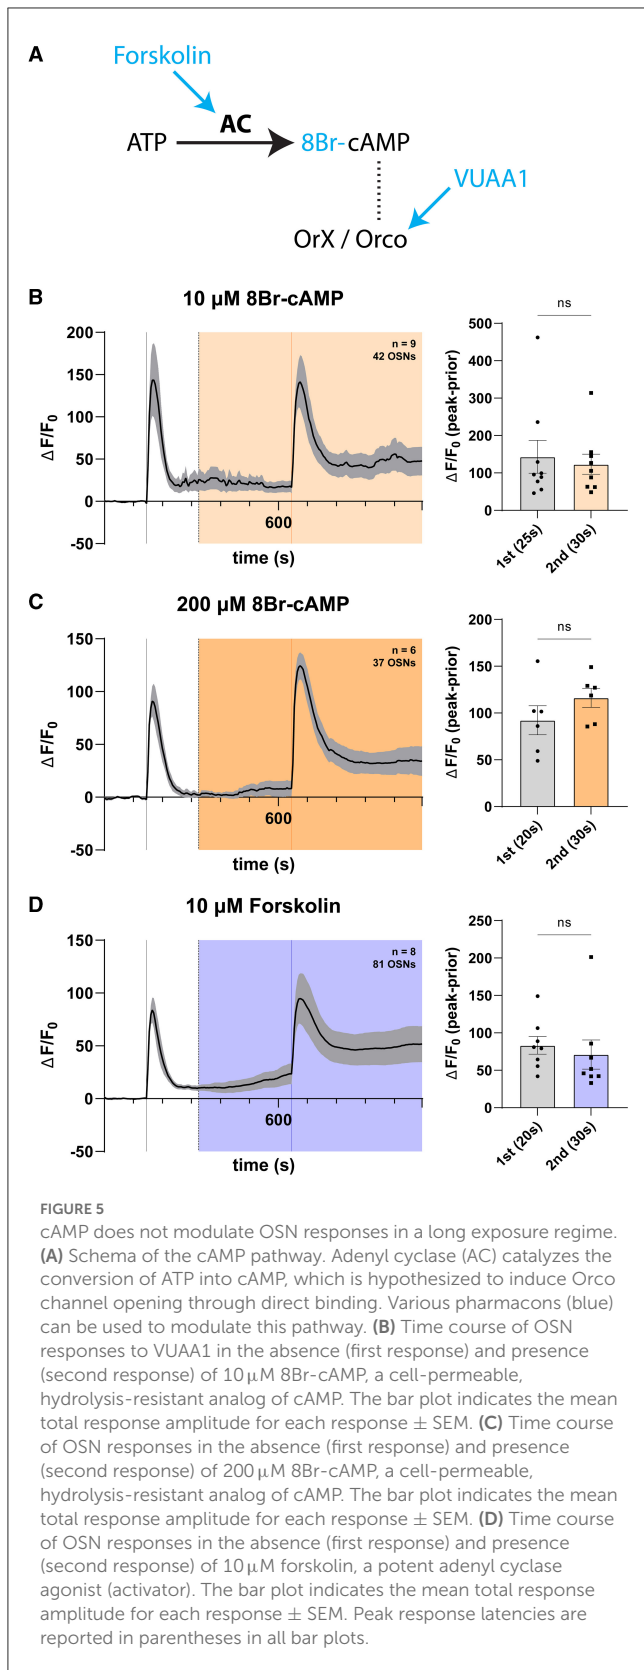 A
Forskolin
AC
ATP
8Br-cAMP
VUAA1
OrX / Orco
B
10 µM 8Br-cAMP
200
150
100
50
0
-50
Δ F/F0
n = 9
42 OSNs
600
time (s)
500
400
300
200
100
0
Δ F/F0 (peak-prior)
ns
1st (25s)
2nd (30s)
C
200 µM 8Br-cAMP
150
100
50
0
-50
Δ F/F0
n = 6
37 OSNs
600
time (s)
200
150
100
50
0
Δ F/F0 (peak-prior)
ns
1st (20s)
2nd (30s)
D
10 µM Forskolin
150
100
50
0
-50
Δ F/F0
n = 8
81 OSNs
600
time (s)
250
200
150
100
50
0
Δ F/F0 (peak-prior)
ns
1st (20s)
2nd (30s)
FIGURE 5
cAMP does not modulate OSN responses in a long exposure regime.
(A) Schema of the cAMP pathway. Adenyl cyclase (AC) catalyzes the
conversion of ATP into cAMP, which is hypothesized to induce Orco
channel opening through direct binding. Various pharmacons (blue)
can be used to modulate this pathway. (B) Time course of OSN
responses to VUAA1 in the absence (first response) and presence
(second response) of 10 µM 8Br-cAMP, a cell-permeable,
hydrolysis-resistant analog of cAMP. The bar plot indicates the mean
total response amplitude for each response ± SEM. (C) Time course
of OSN responses in the absence (first response) and presence
(second response) of 200 µM 8Br-cAMP, a cell-permeable,
hydrolysis-resistant analog of cAMP. The bar plot indicates the mean
total response amplitude for each response ± SEM. (D) Time course
of OSN responses in the absence (first response) and presence
(second response) of 10 µM forskolin, a potent adenyl cyclase
agonist (activator). The bar plot indicates the mean total response
amplitude for each response ± SEM. Peak response latencies are
reported in parentheses in all bar plots.